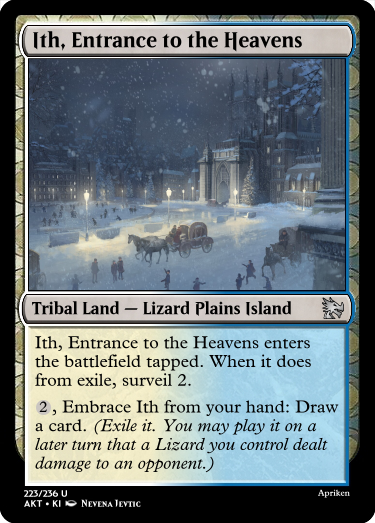 Ith, Entrance to the Heavens
Tribal Land — Lizard Plains Island
Ith, Entrance to the Heavens enters
the battlefield tapped. When it does
from exile, surveil 2.
2, Embrace Ith from your hand: Draw
a card. (Exile it. You may play it on a
later turn that a Lizard you control dealt
damage to an opponent.)
223/236 U
Apriken
AKT • KI Nevena Jevtic